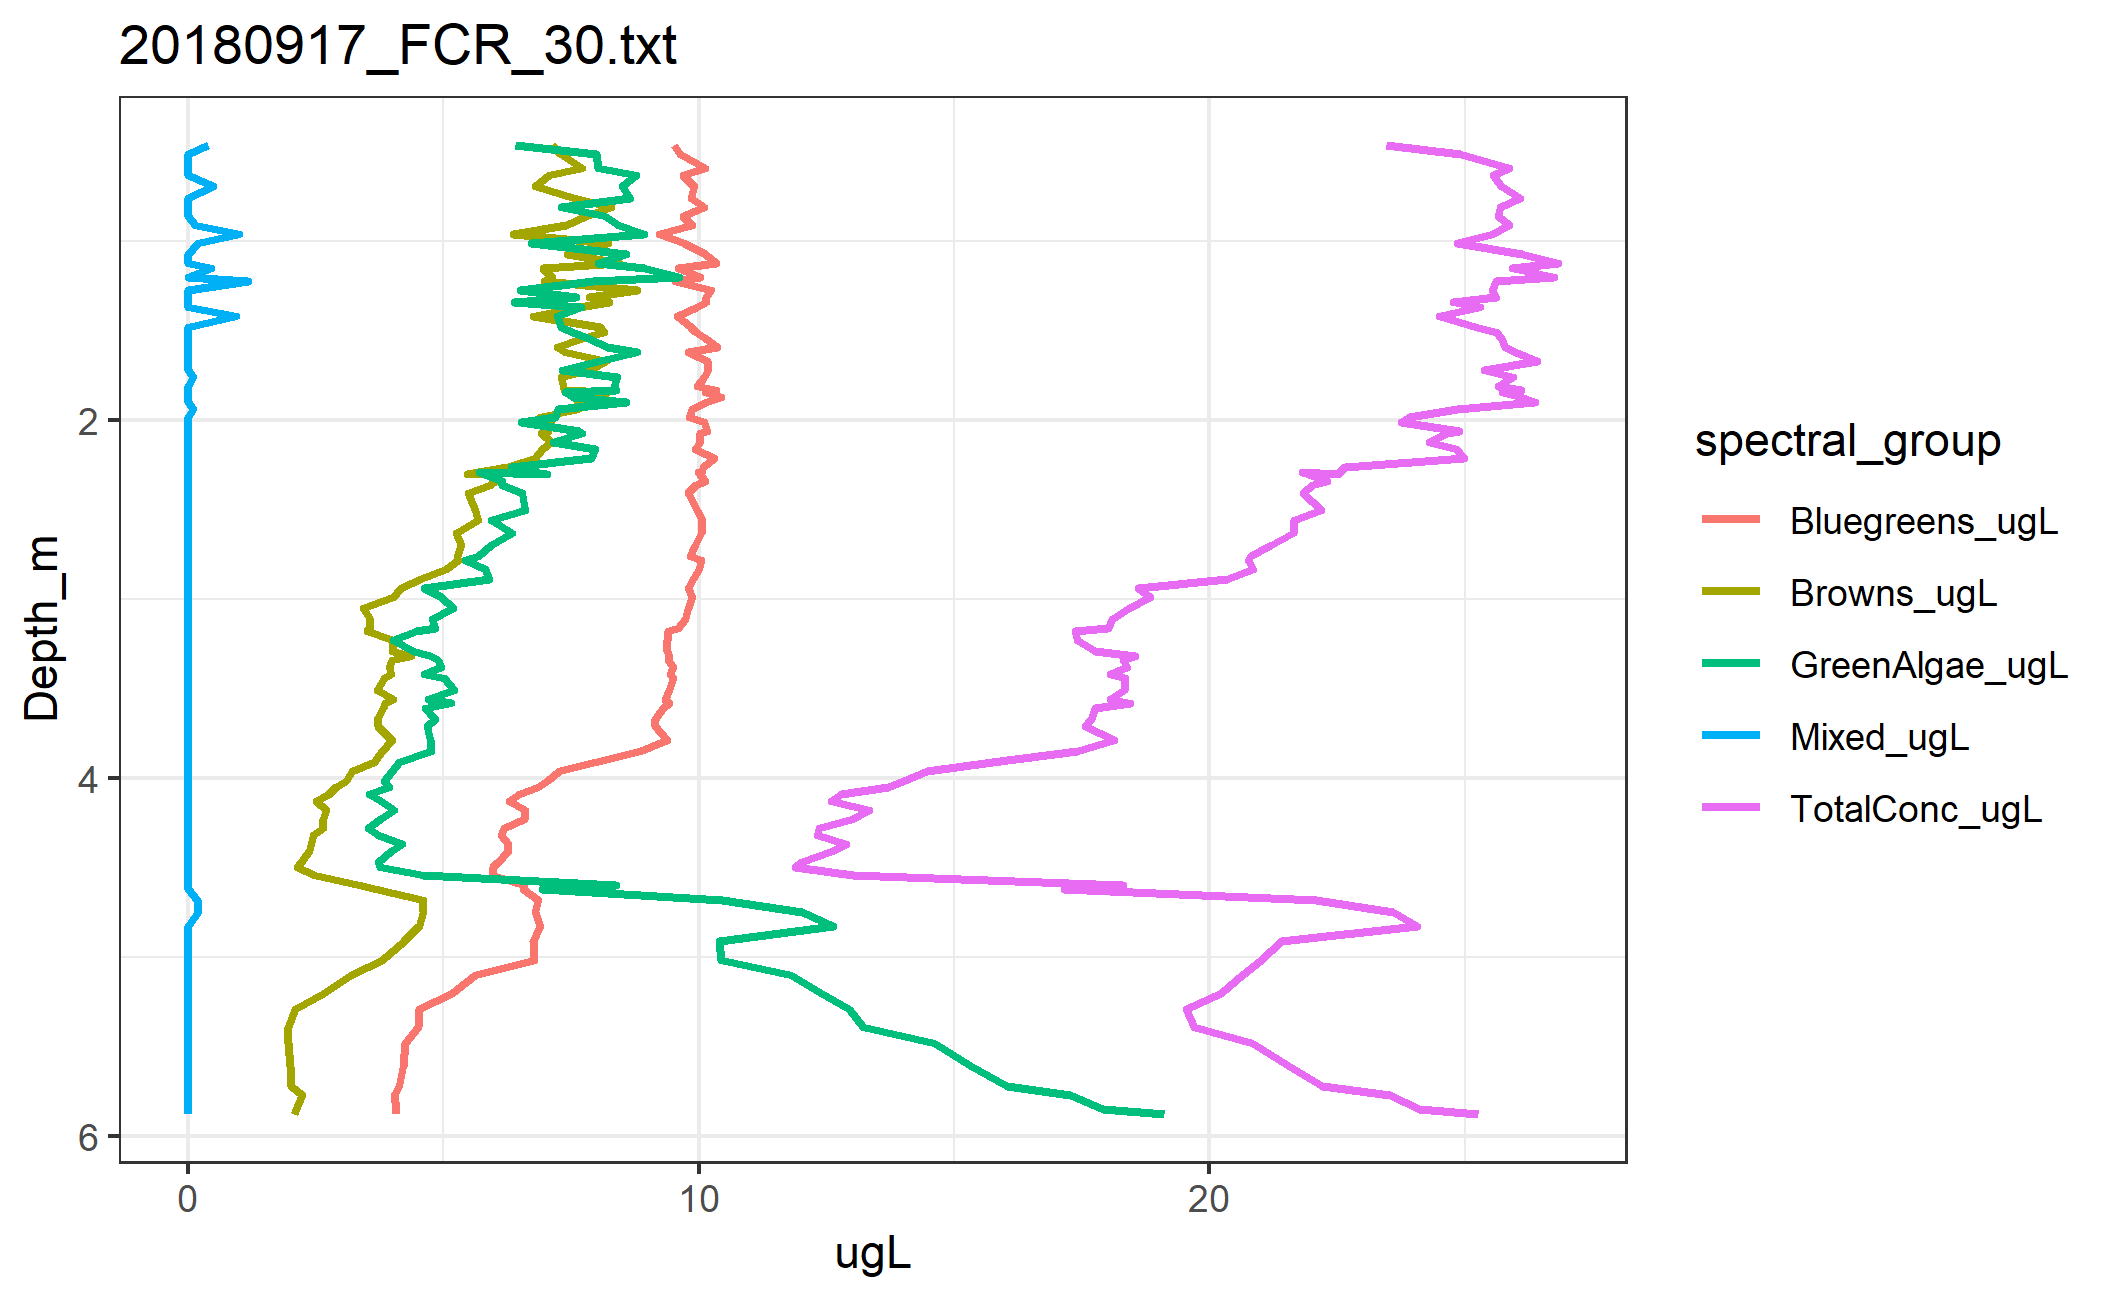 20180917_FCR_30.txt
Depth_m
2
4
6
0
10
20
ugL
spectral_group
Bluegreens_ugL
Browns_ugL
GreenAlgae_ugL
Mixed_ugL
TotalConc_ugL